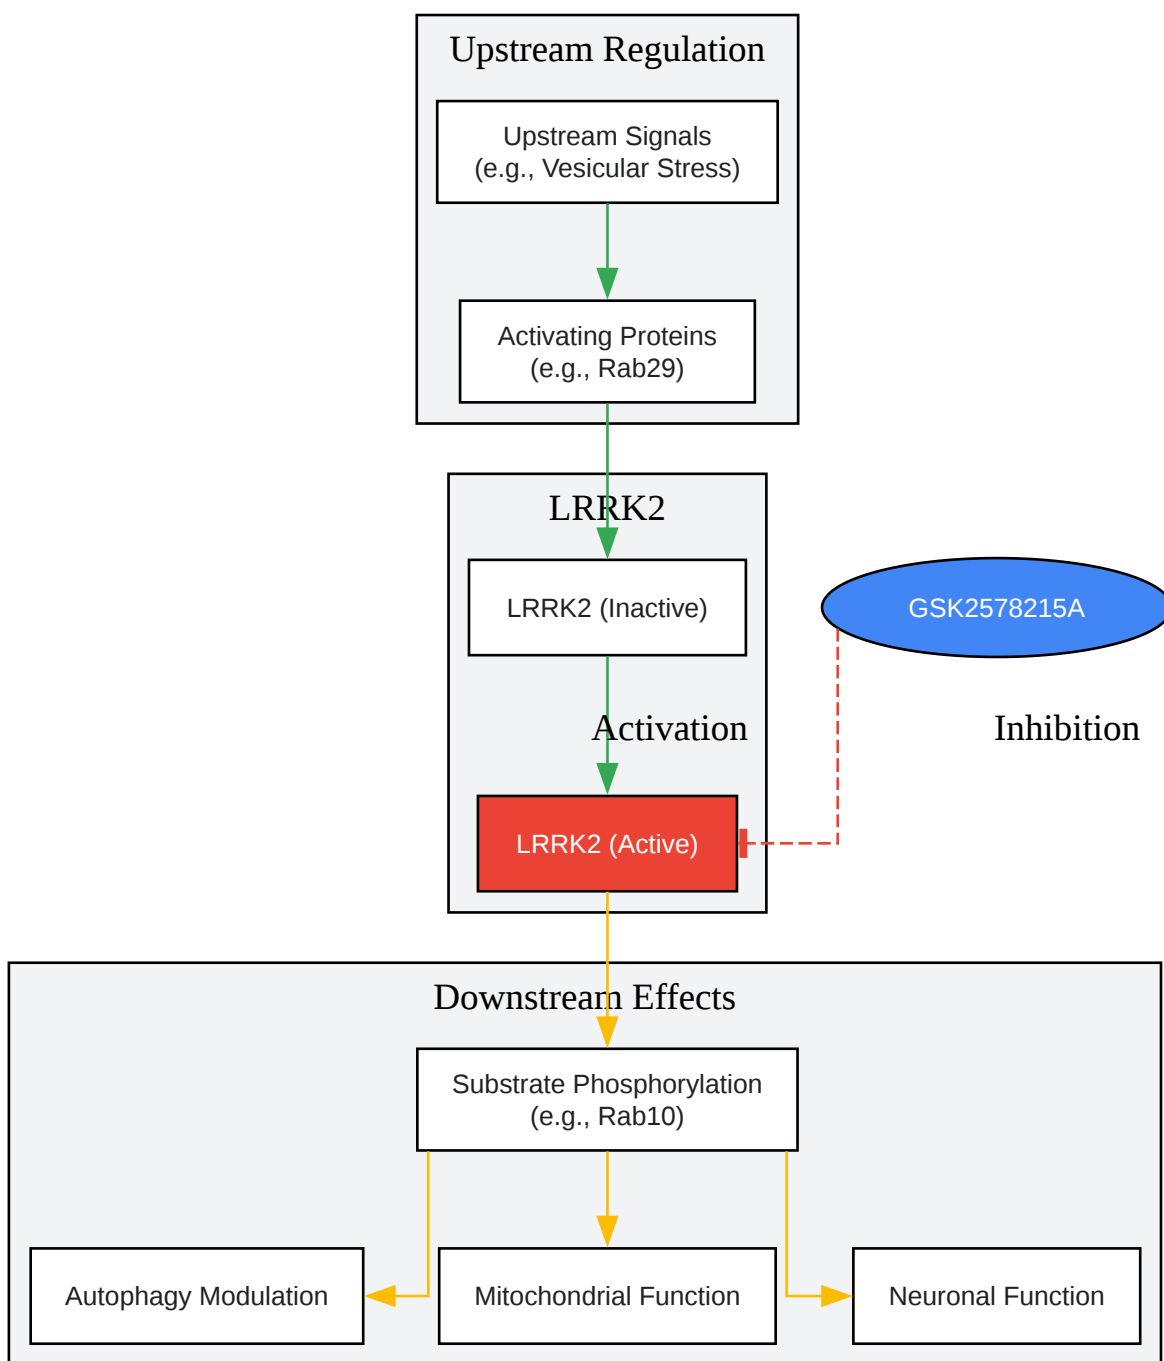 Upstream Regulation
Upstream Signals
(e.g., Vesicular Stress)
Activating Proteins
(e.g., Rab29)
LRRK2
LRRK2 (Inactive)
GSK2578215A
Activation
Inhibition
LRRK2 (Active)
Downstream Effects
Substrate Phosphorylation
(e.g., Rab10)
Autophagy Modulation
Mitochondrial Function
Neuronal Function